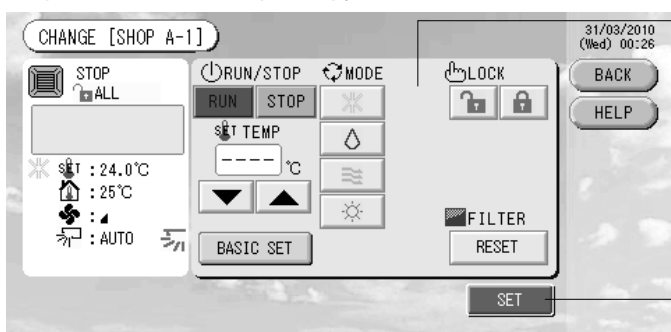 CHANGE [SHOP A-1]
31/03/2010
(Wed) 00:26
STOP
ALL
RUN/STOP
MODE
LOCK
BACK
RUN
STOP
HELP
SET TEMP
---- °C
SET : 24.0°C
: 25°C
:
: AUTO
BASIC SET
FILTER
RESET
SET